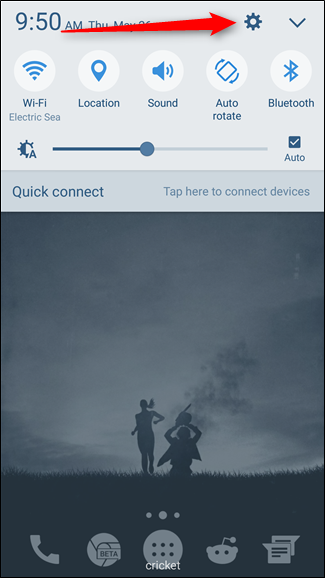 9:50 AM Thu, May 26
Wi-Fi
Electric Sea
Location
Sound
Auto
rotate
Bluetooth
A
Auto
Quick connect
Tap here to connect devices
BETA
cricket